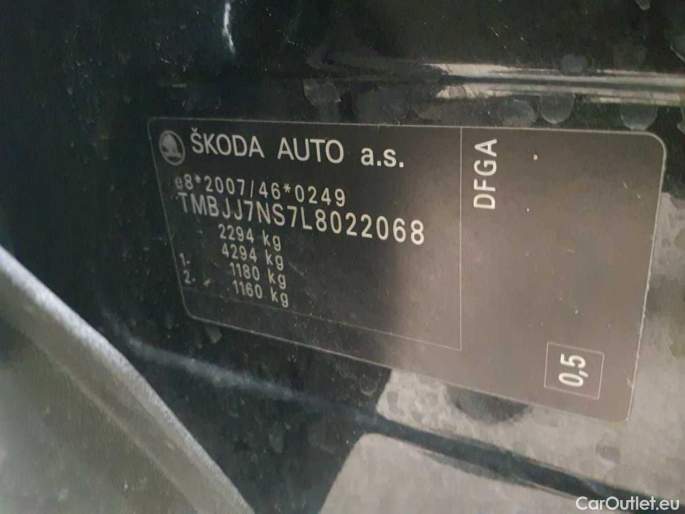 ŠKODA AUTO a.s.
e8*2007/46*0249
TMBJJ7NS7L8022068
2294 kg
4294 kg
1. 1180 kg
2. 1160 kg
DFGA
0,5
CarOutlet.eu